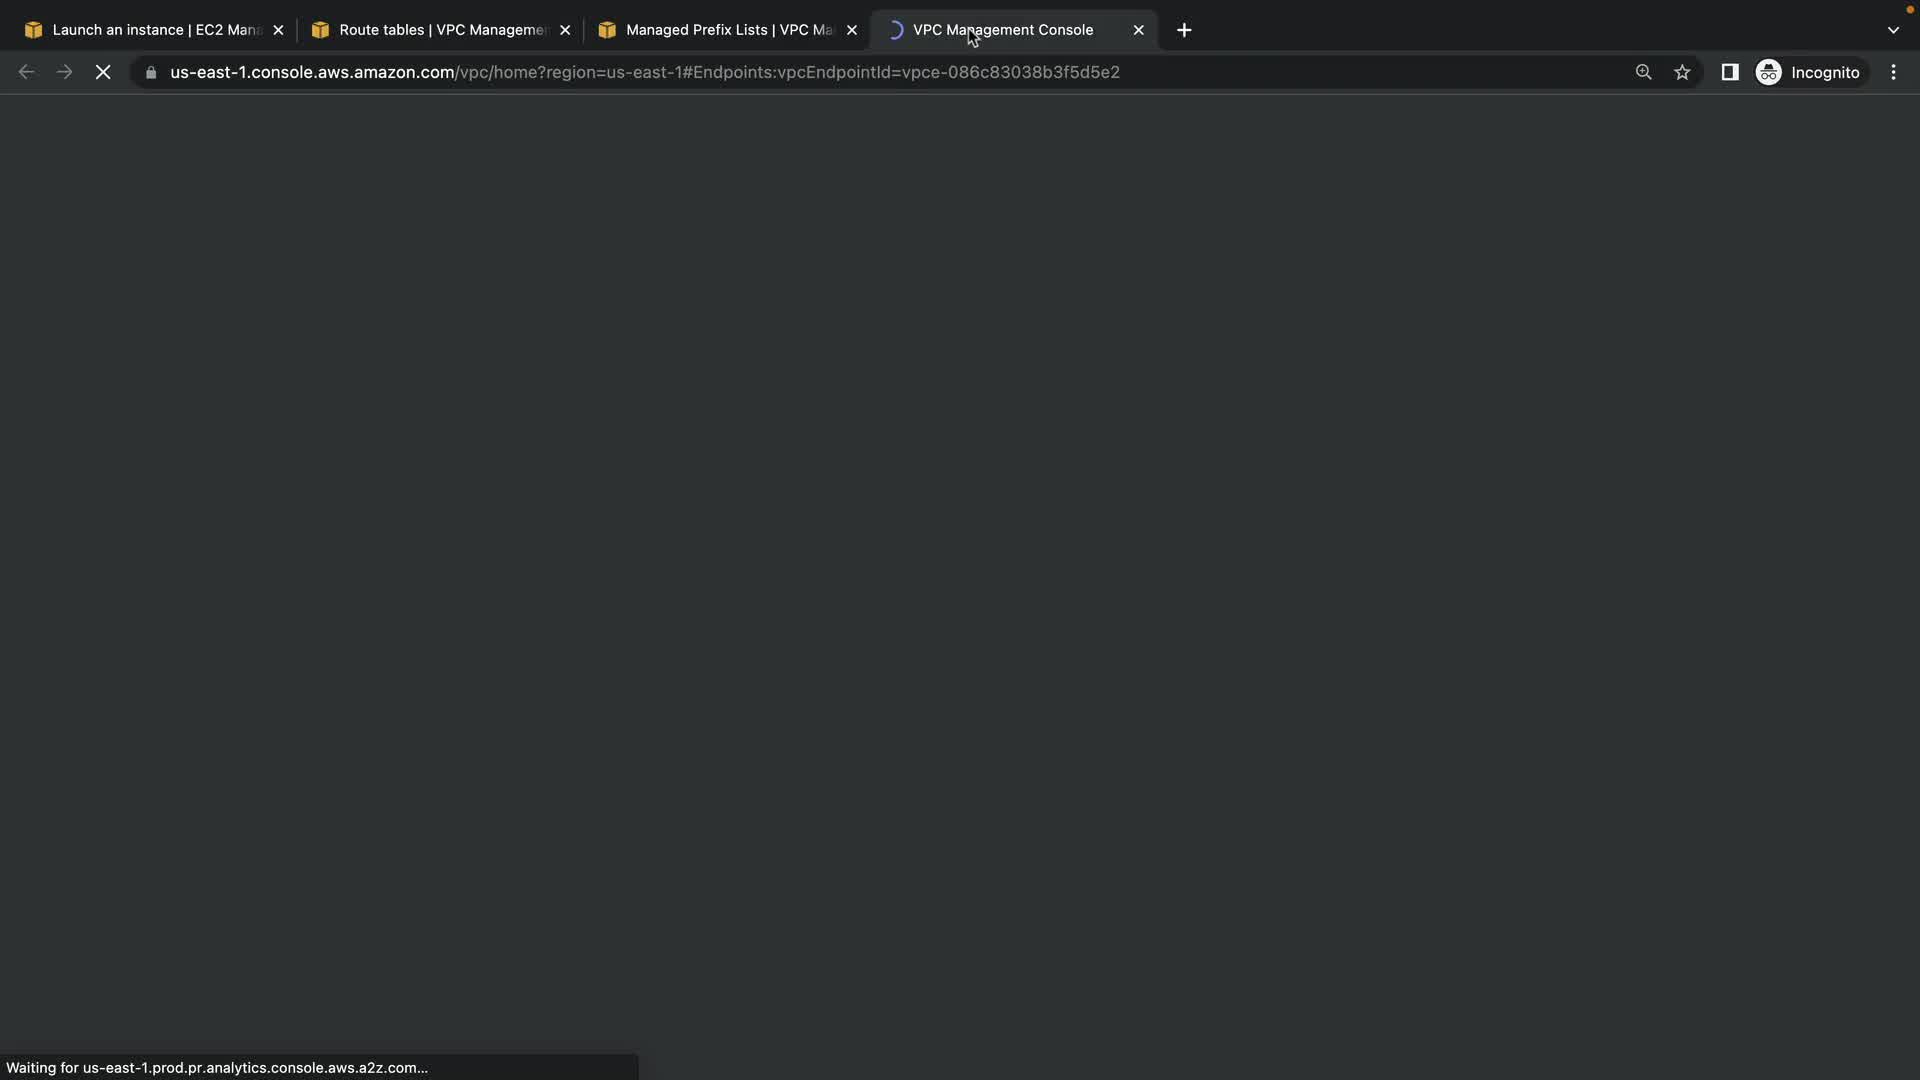 Launch an instance | EC2 Mana
Route tables | VPC Manageme
Managed Prefix Lists | VPC Ma
VPC Management Console
us-east-1.console.aws.amazon.com/vpc/home?region=us-east-1#Endpoints:vpcEndpointId=vpce-086c83038b3f5d5e2
Incognito
Waiting for us-east-1.prod.pr.analytics.console.aws.a2z.com...